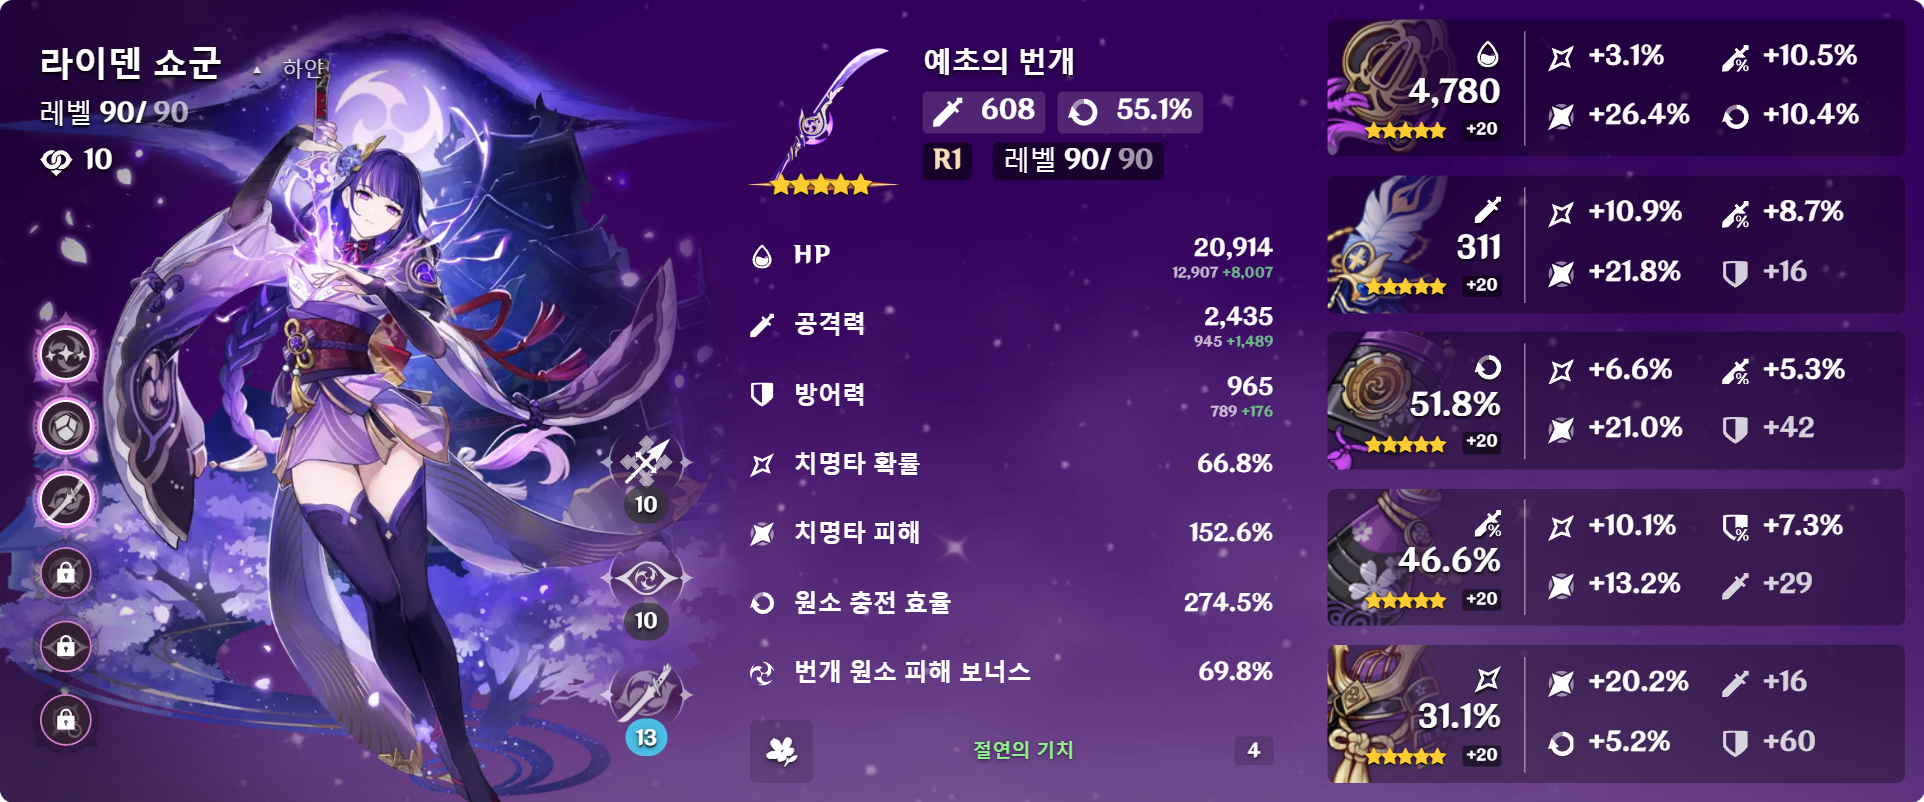 라이덴 쇼군 ▲ 하얀
레벨 90/ 90
10
10
10
13
예초의 번개
608 55.1%
R1 레벨 90/ 90
HP 20,914
12,907 +8,007
공격력 2,435
945 +1,489
방어력 965
789 +176
치명타 확률 66.8%
치명타 피해 152.6%
원소 충전 효율 274.5%
번개 원소 피해 보너스 69.8%
절연의 기치 4
4,780
+20
+3.1% +10.5%
+26.4% +10.4%
311
+20
+10.9% +8.7%
+21.8% +16
51.8%
+20
+6.6% +5.3%
+21.0% +42
46.6%
+20
+10.1% +7.3%
+13.2% +29
31.1%
+20
+20.2% +16
+5.2% +60